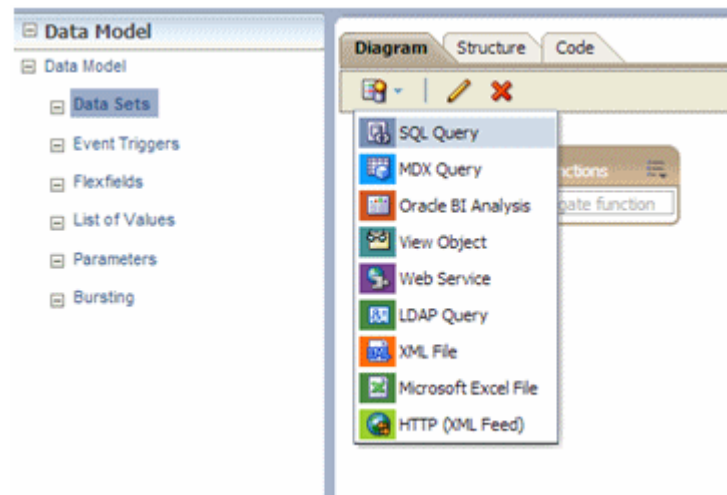 Data Model
Data Model
Data Sets
Event Triggers
Flexfields
List of Values
Parameters
Bursting
Diagram Structure Code
SQL Query
MDX Query
Oracle BI Analysis
View Object
Web Service
LDAP Query
XML File
Microsoft Excel File
HTTP (XML Feed)
function